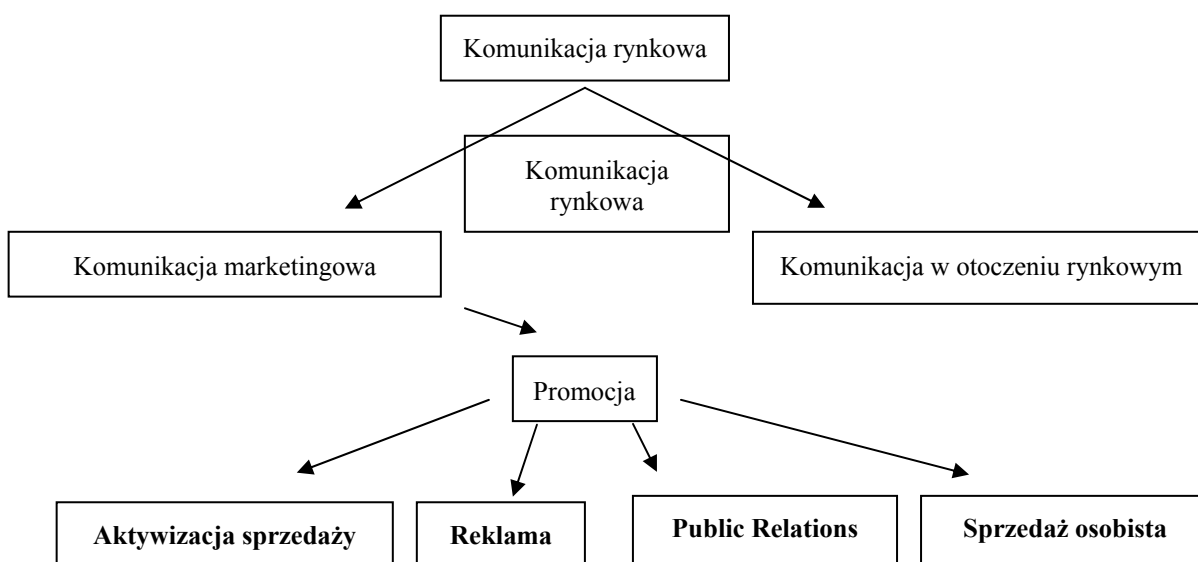 Komunikacja rynkowa
Komunikacja
rynkowa
Komunikacja marketingowa
Komunikacja w otoczeniu rynkowym
Promocja
Aktywizacja sprzedaży
Reklama
Public Relations
Sprzedaż osobista